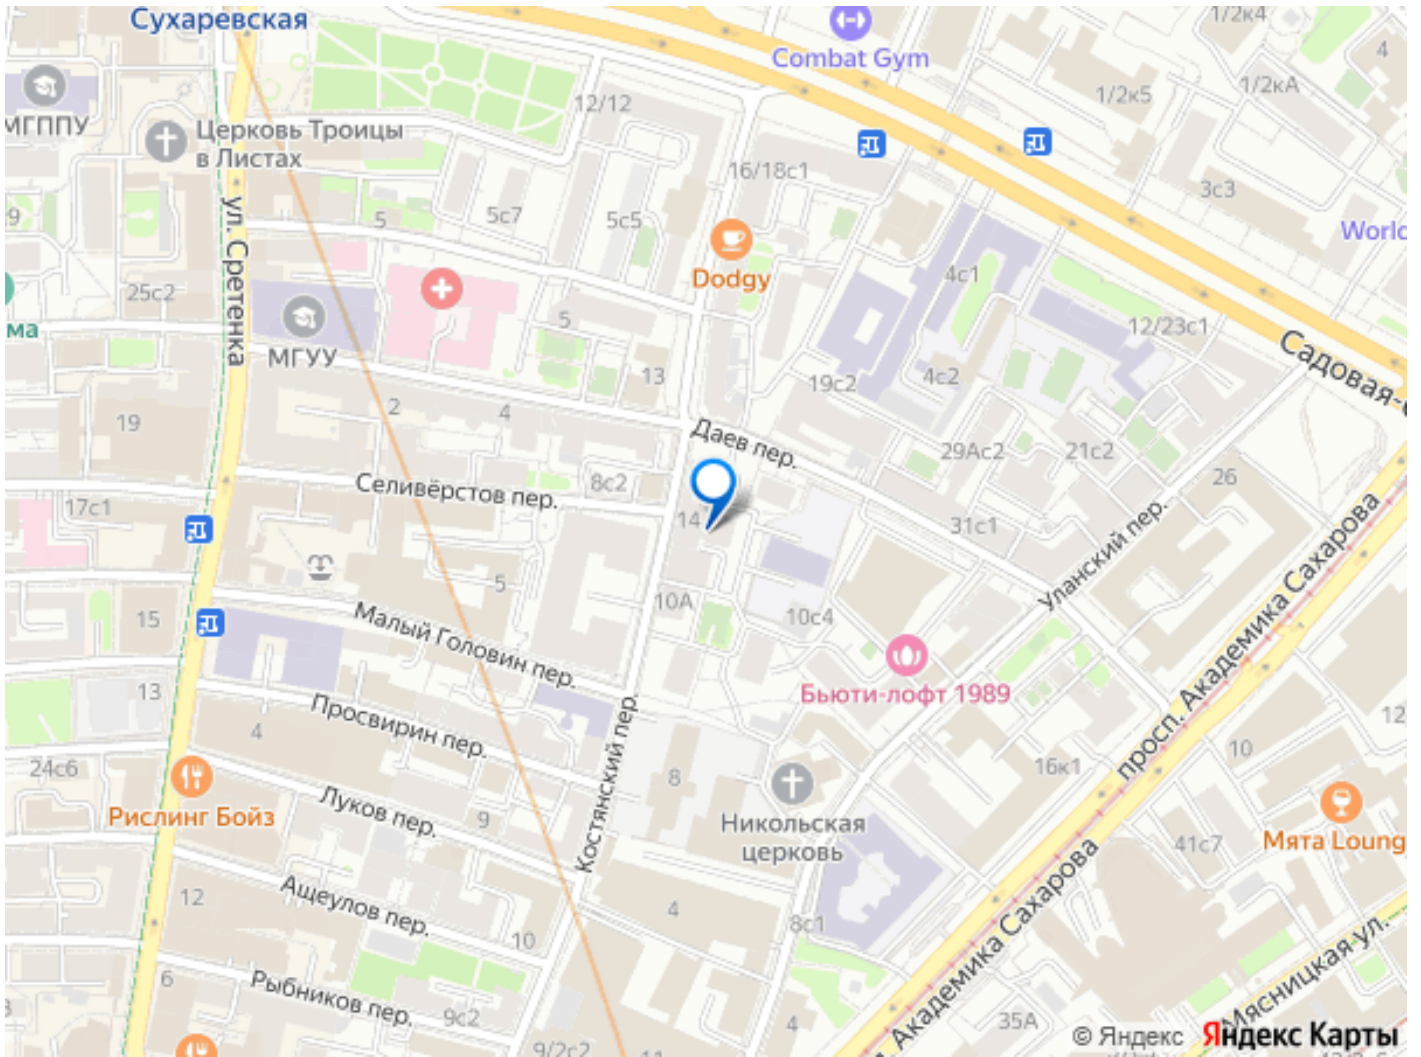 Сухаревская
Combat Gym
1/2к4
4
1/2кА
1/2к5
12/12
МГППУ
Церковь Троицы
в Листах
16/18с1
3с3
9
5
5с7
5с5
ул. Сретенка
World
Dodgy
4с1
25с2
ма
5
12/23с1
МГУУ
13
19с2
4с2
Садовая-С
2
4
19
Даев пер.
29Ас2
21с2
26
Селивёрстов пер.
8с2
17с1
14
31с1
Уланский пер.
5
15
Малый Головин пер.
10А
10с4
просп. Академика Сахарова
Бьюти-лофт 1989
13
Просвирин пер.
12
4
10
24с6
Костянский пер.
8
16к1
Рислинг Бойз
Луков пер.
9
Никольская
церковь
41с7
Мята Loung
12
Ащеулов пер.
4
8с1
10
Академика Сахарова
Мясницкая ул.
6
Рыбников пер.
9с2
4
35А
9/2с2
11
© Яндекс Яндекс Карты